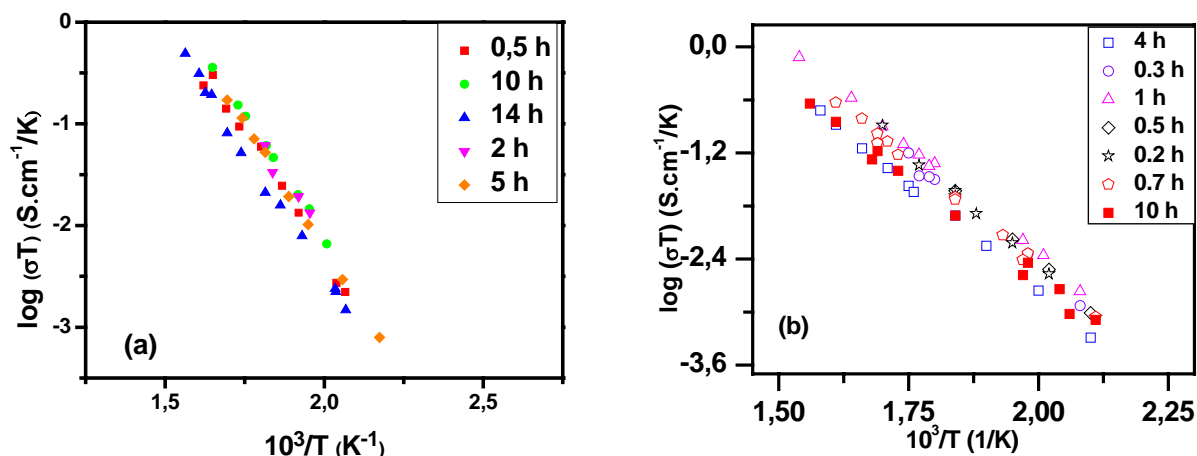 0
-1
-2
-3
log (σT) (S.cm⁻¹/K)
0,5 h
10 h
14 h
2 h
5 h
(a)
1,5
2,0
2,5
10³/T (K⁻¹)
0,0
-1,2
-2,4
-3,6
log (σT) (S.cm⁻¹/K)
4 h
0.3 h
1 h
0.5 h
0.2 h
0.7 h
10 h
(b)
1,50
1,75
2,00
2,25
10³/T (1/K)